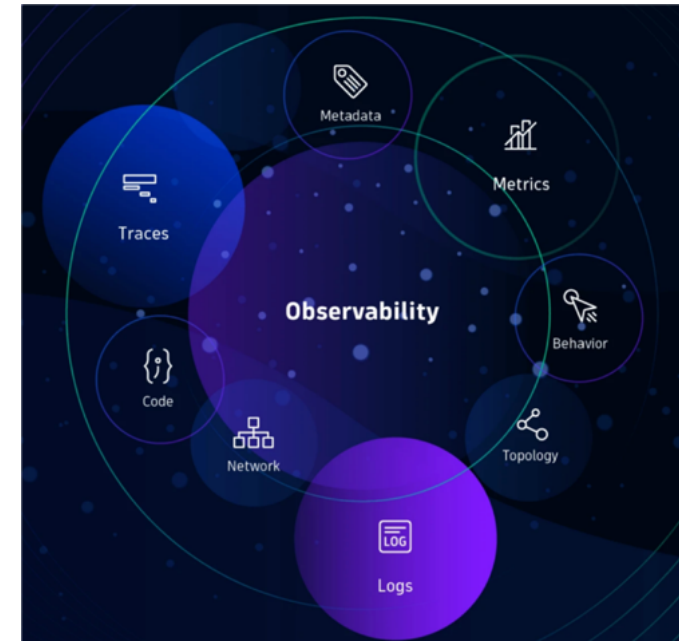 Metadata
Metrics
Traces
Observability
Behavior
Code
Network
Topology
LOG
Logs